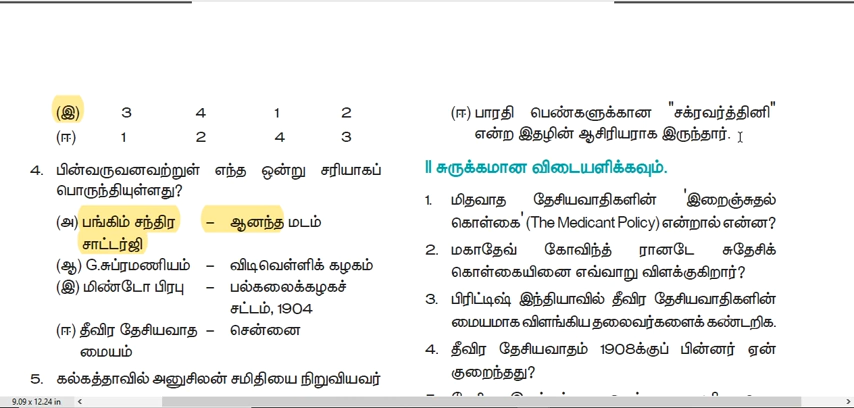 (இ) 3 4 1 2
(ஈ) 1 2 4 3
4. பின்வருவனவற்றுள் எந்த ஒன்று சரியாகப்
பொருந்தியுள்ளது?
(அ) பங்கிம் சந்திர – ஆனந்த மடம்
சாட்டர்ஜி
(ஆ) G.சுப்ரமணியம் – விடிவெள்ளிக் கழகம்
(இ) மிண்டோ பிரபு – பல்கலைக்கழகச்
சட்டம், 1904
(ஈ) தீவிர தேசியவாத – சென்னை
மையம்
5. கல்கத்தாவில் அனுசிலன் சமிதியை நிறுவியவர்
(ஈ) பாரதி பெண்களுக்கான "சக்ரவர்த்தினி"
என்ற இதழின் ஆசிரியராக இருந்தார்.
II சுருக்கமான விடையளிக்கவும்.
1. மிதவாத தேசியவாதிகளின் 'இறைஞ்சுதல்
கொள்கை' (The Medicant Policy) என்றால் என்ன?
2. மகாதேவ் கோவிந்த் ரானடே சுதேசிக்
கொள்கையினை எவ்வாறு விளக்குகிறார்?
3. பிரிட்டிஷ் இந்தியாவில் தீவிர தேசியவாதிகளின்
மையமாக விளங்கிய தலைவர்களைக் கண்டறிக.
4. தீவிர தேசியவாதம் 1908க்குப் பின்னர் ஏன்
குறைந்தது?
9.09 x 12.24 in